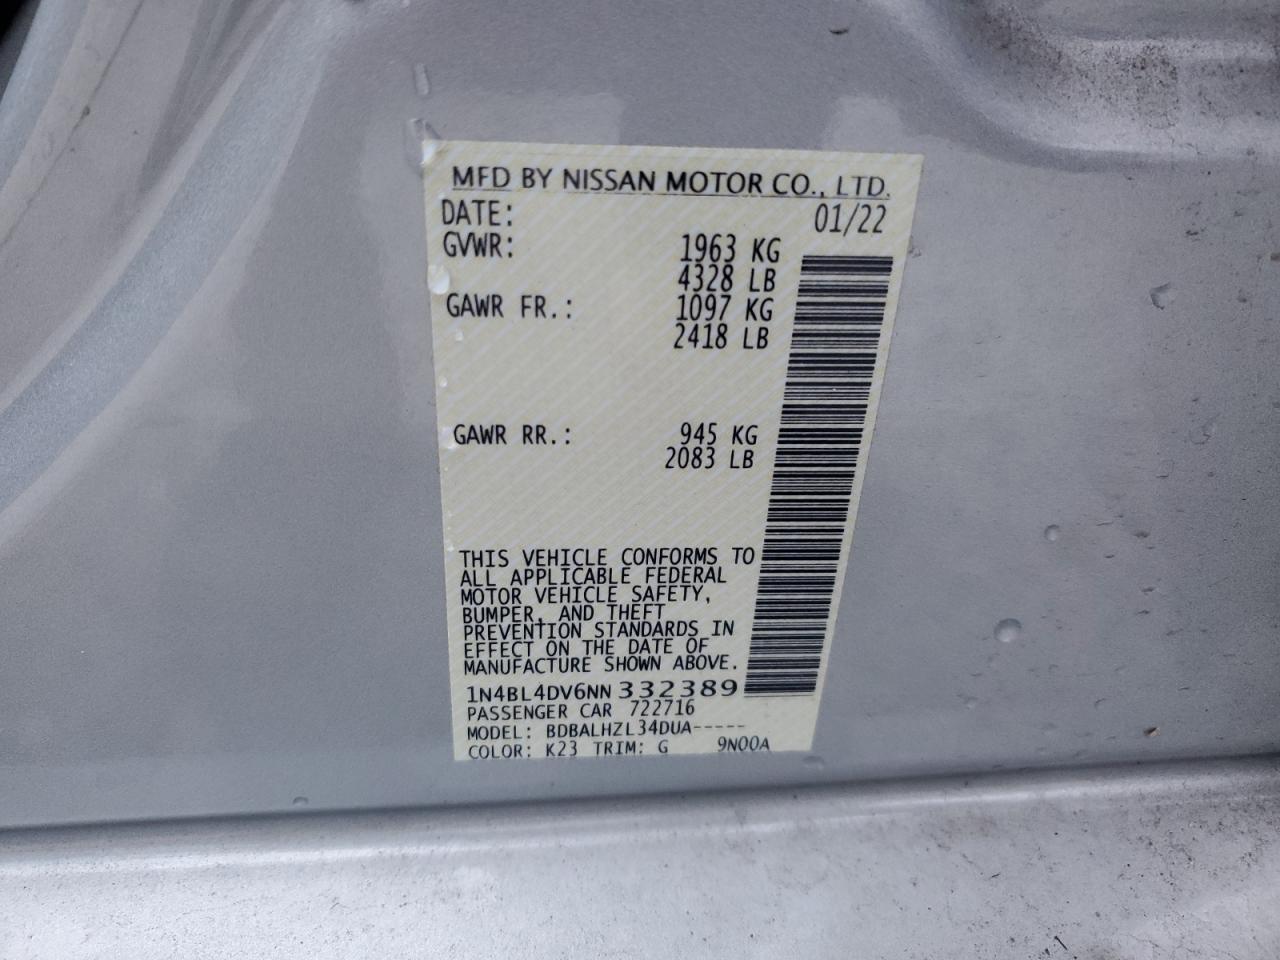 MFD BY NISSAN MOTOR CO., LTD.
DATE: 01/22
GVWR: 1963 KG
4328 LB
GAWR FR.: 1097 KG
2418 LB
GAWR RR.: 945 KG
2083 LB
THIS VEHICLE CONFORMS TO
ALL APPLICABLE FEDERAL
MOTOR VEHICLE SAFETY,
BUMPER, AND THEFT
PREVENTION STANDARDS IN
EFFECT ON THE DATE OF
MANUFACTURE SHOWN ABOVE.
1N4BL4DV6NN332389
PASSENGER CAR 722716
MODEL: BDBALHZL34DUA-----
COLOR: K23 TRIM: G 9N00A